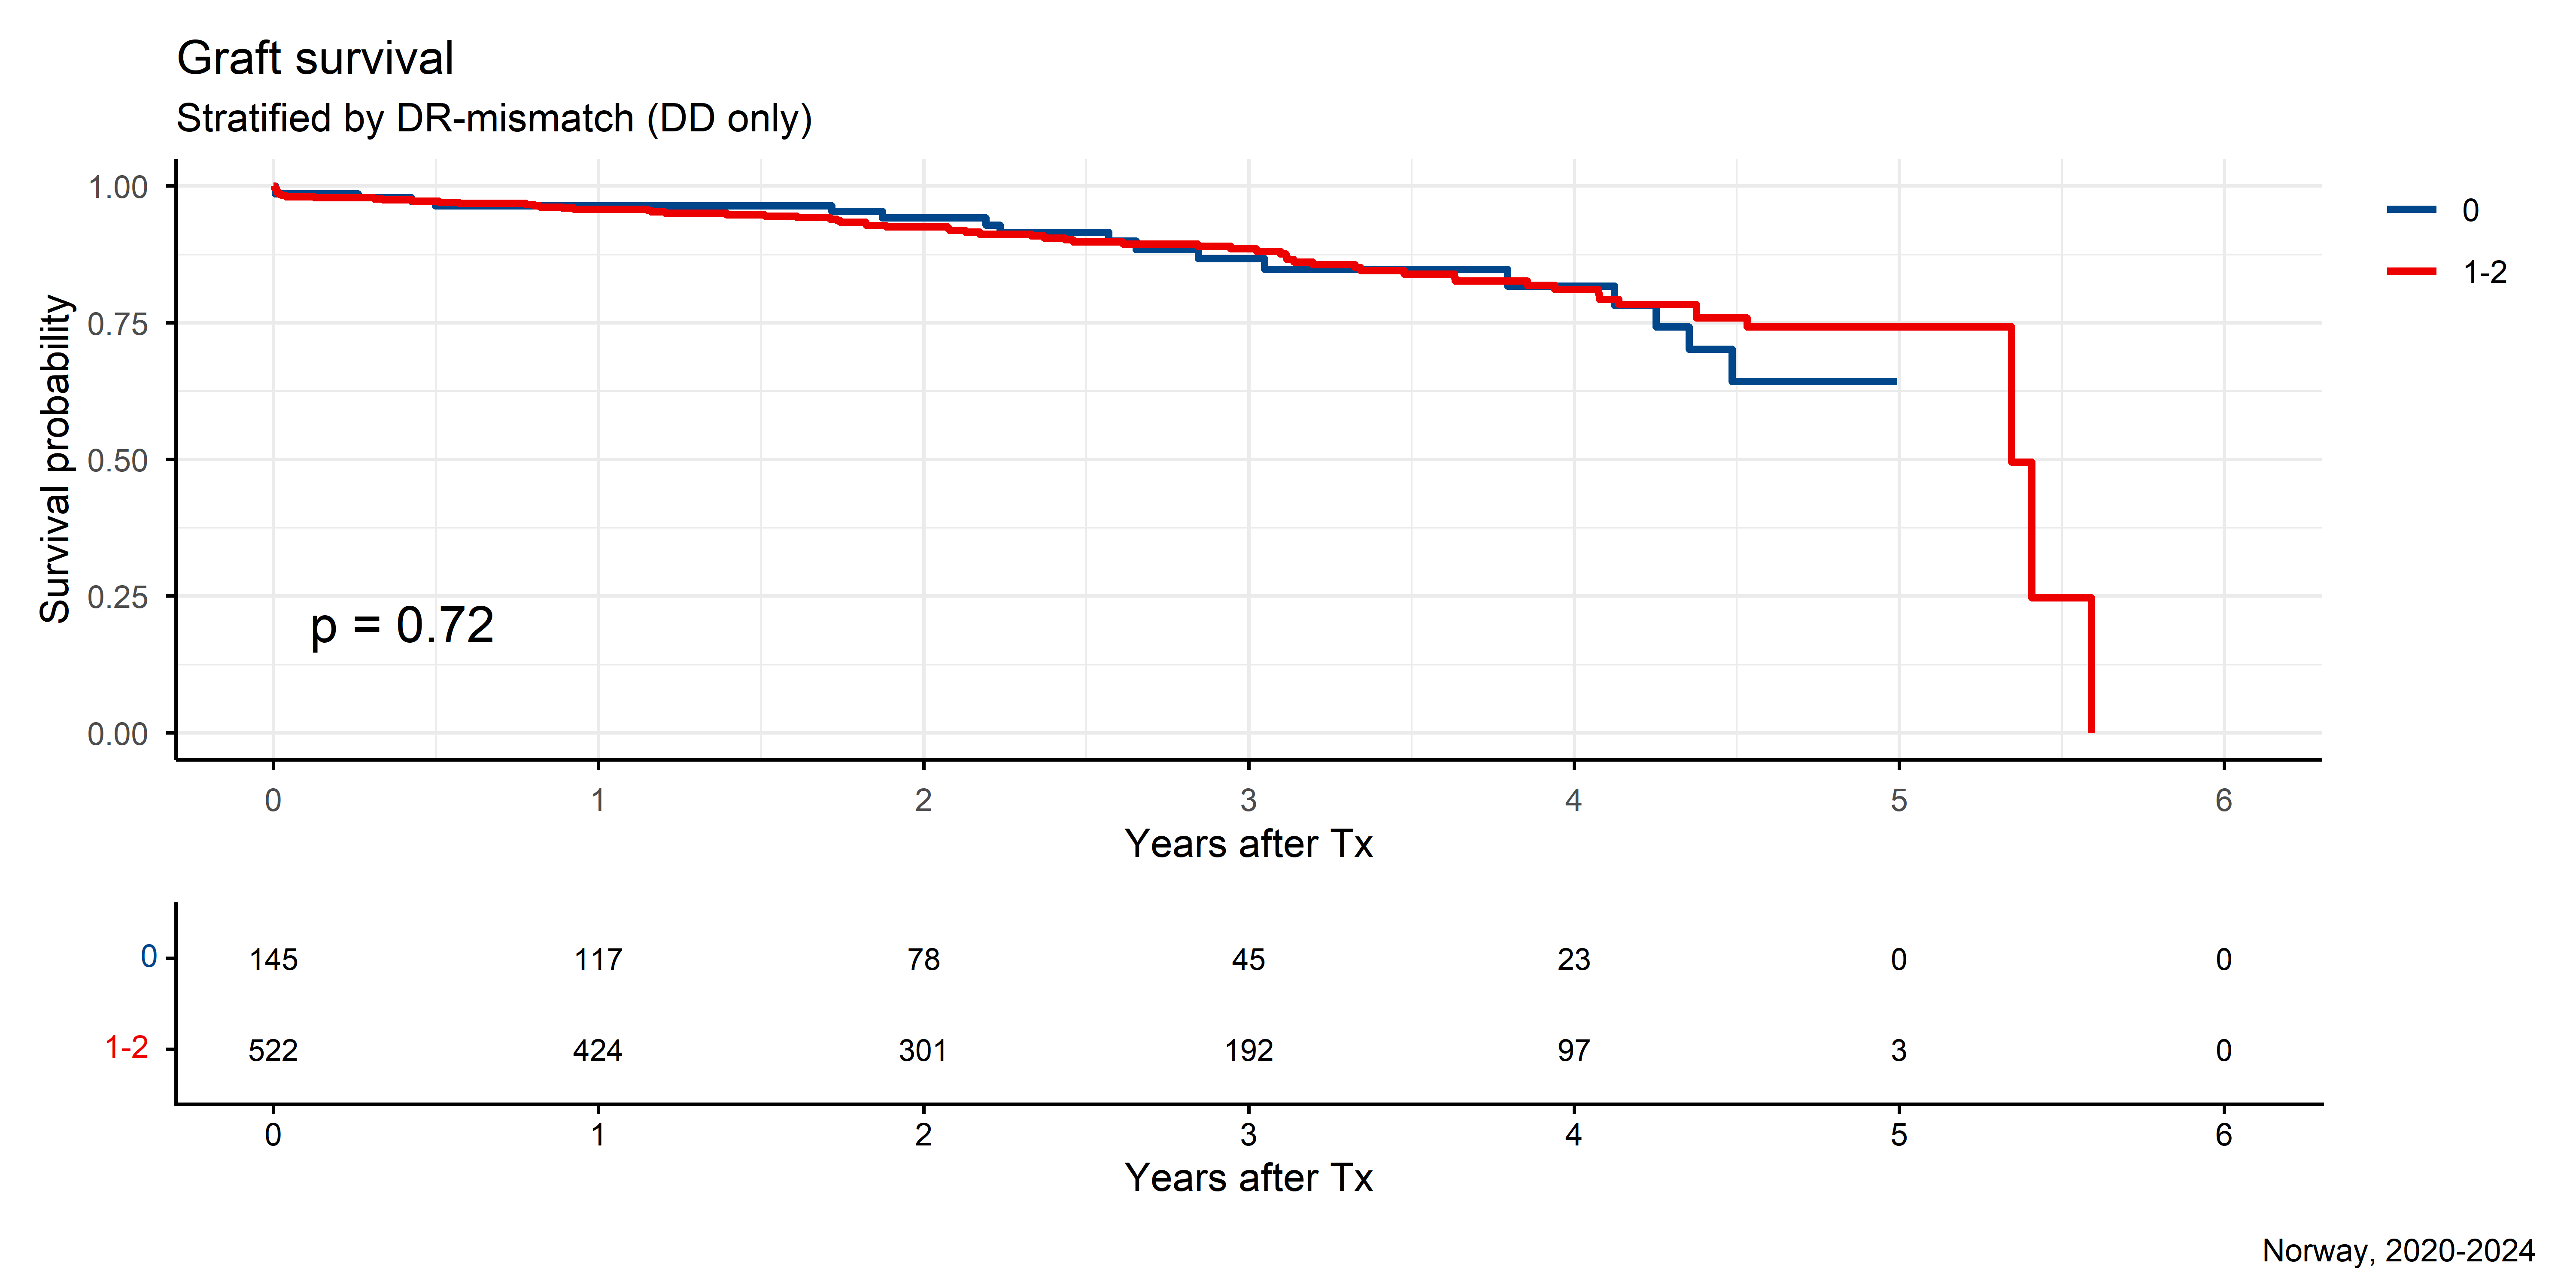 Graft survival
Stratified by DR-mismatch (DD only)
1.00
0.75
0.50
0.25
0.00
Survival probability
p = 0.72
0
1-2
0 1 2 3 4 5 6
Years after Tx
0 145 117 78 45 23 0 0
1-2 522 424 301 192 97 3 0
0 1 2 3 4 5 6
Years after Tx
Norway, 2020-2024